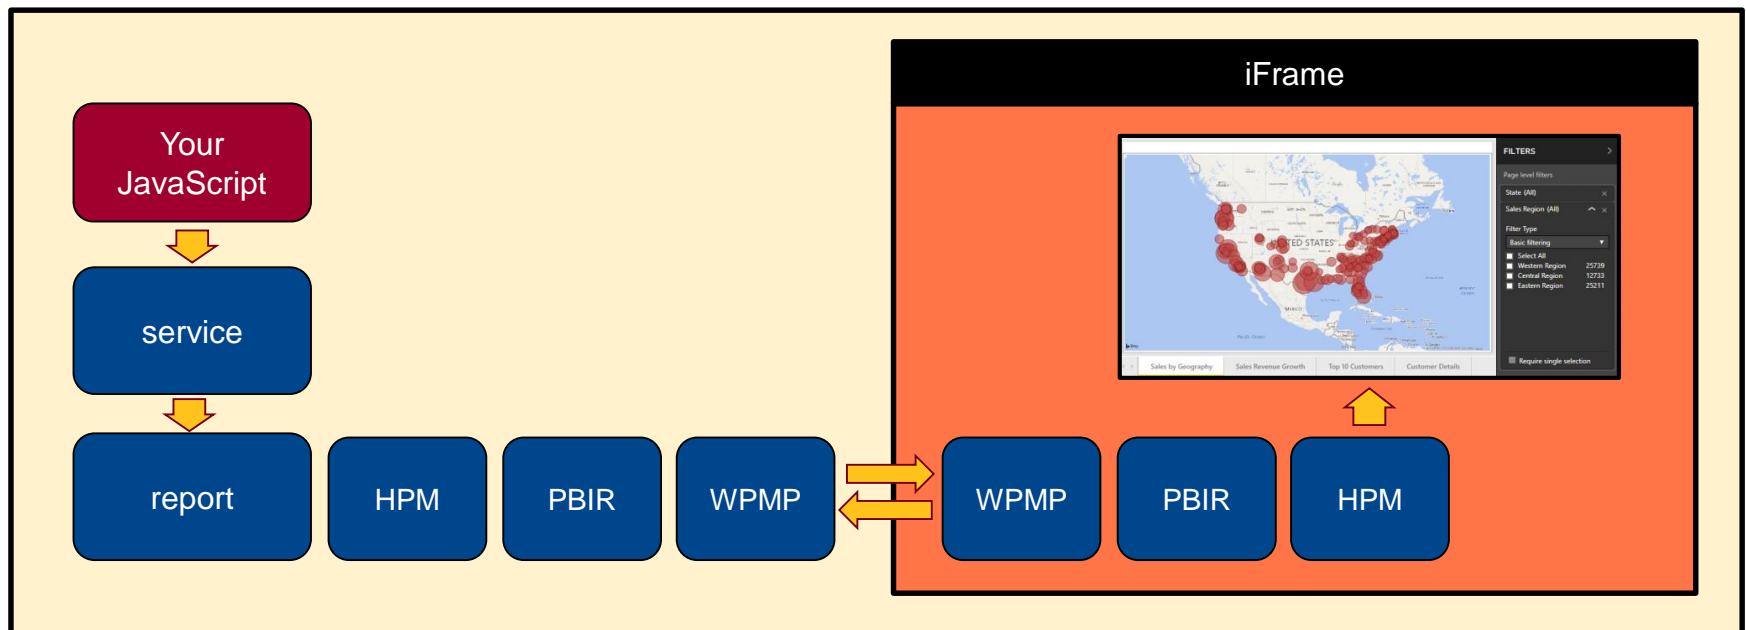 iFrame
Your
JavaScript
service
report
HPM
PBIR
WPMP
WPMP
PBIR
HPM
FILTERS
Page level filters
State (All)
Sales Region (All)
Filter Type
Basic filtering
Select All
Western Region 25739
Central Region 12733
Eastern Region 25211
Require single selection
UNITED STATES
MEXICO
Sales by Geography Sales Revenue Growth Top 10 Customers Customer Details